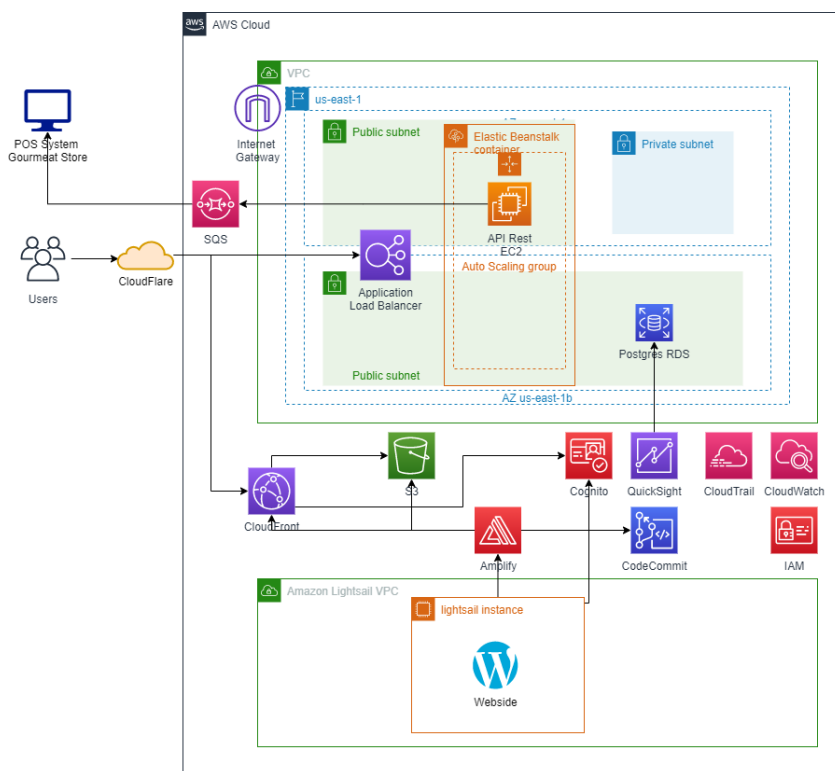 aws
AWS Cloud
VPC
us-east-1
POS System
Gourmeat Store
Internet
Gateway
Public subnet
Elastic Beanstalk
container
Private subnet
SQS
API Rest
EC2
Auto Scaling group
Users
CloudFlare
Application
Load Balancer
Postgres RDS
Public subnet
AZ us-east-1b
CloudFront
S3
Cognito
QuickSight
CloudTrail
CloudWatch
Amplify
CodeCommit
IAM
Amazon Lightsail VPC
lightsail instance
Webside